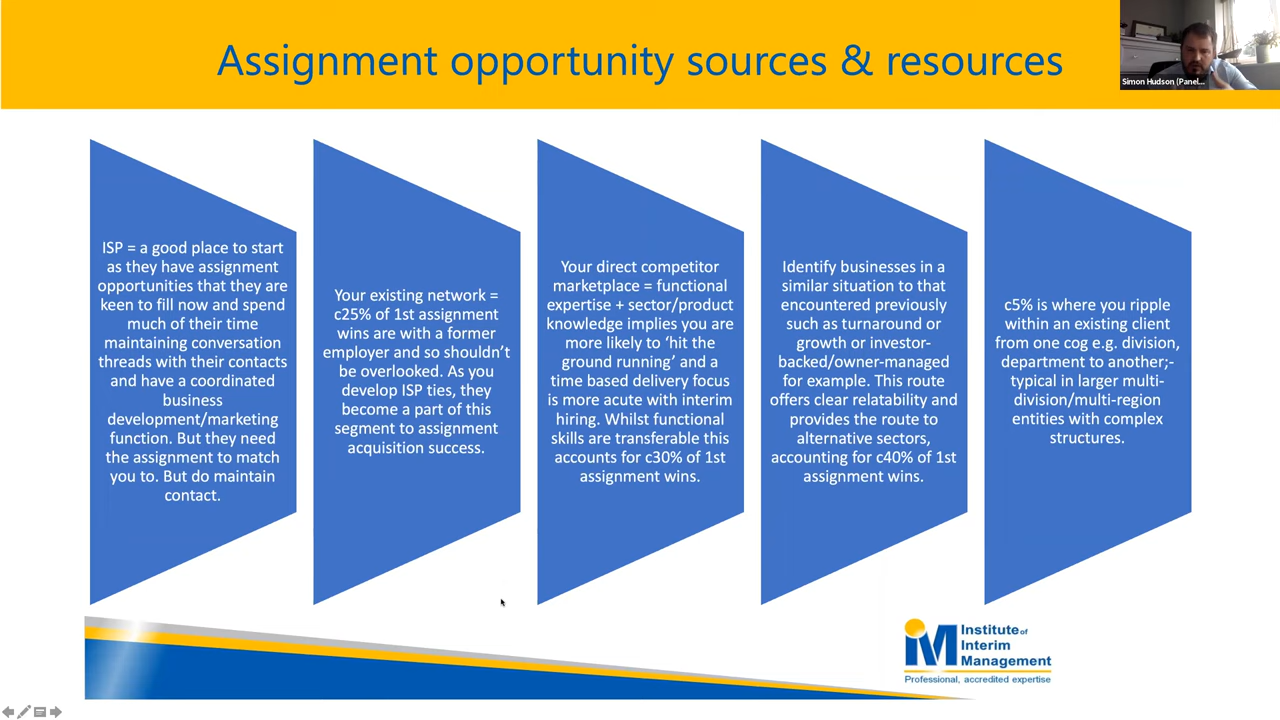 Assignment opportunity sources & resources
Simon Hudson (Panel...
ISP = a good place to start
as they have assignment
opportunities that they are
keen to fill now and spend
much of their time
maintaining conversation
threads with their contacts
and have a coordinated
business
development/marketing
function. But they need
the assignment to match
you to. But do maintain
contact.
Your existing network =
c25% of 1st assignment
wins are with a former
employer and so shouldn't
be overlooked. As you
develop ISP ties, they
become a part of this
segment to assignment
acquisition success.
Your direct competitor
marketplace = functional
expertise + sector/product
knowledge implies you are
more likely to 'hit the
ground running' and a
time based delivery focus
is more acute with interim
hiring. Whilst functional
skills are transferable this
accounts for c30% of 1st
assignment wins.
Identify businesses in a
similar situation to that
encountered previously
such as turnaround or
growth or investor-
backed/owner-managed
for example. This route
offers clear relatability and
provides the route to
alternative sectors,
accounting for c40% of 1st
assignment wins.
c5% is where you ripple
within an existing client
from one cog e.g. division,
department to another;-
typical in larger multi-
division/multi-region
entities with complex
structures.
iM
Institute of
Interim
Management
Professional, accredited expertise